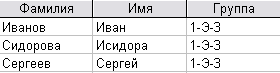 Фамилия Имя Группа
Иванов Иван 1-Э-3
Сидорова Исидора 1-Э-3
Сергеев Сергей 1-Э-3